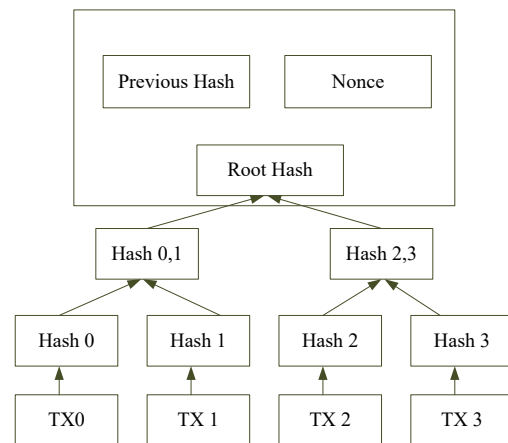 Previous Hash
Nonce
Root Hash
Hash 0,1
Hash 2,3
Hash 0
Hash 1
Hash 2
Hash 3
TX0
TX 1
TX 2
TX 3